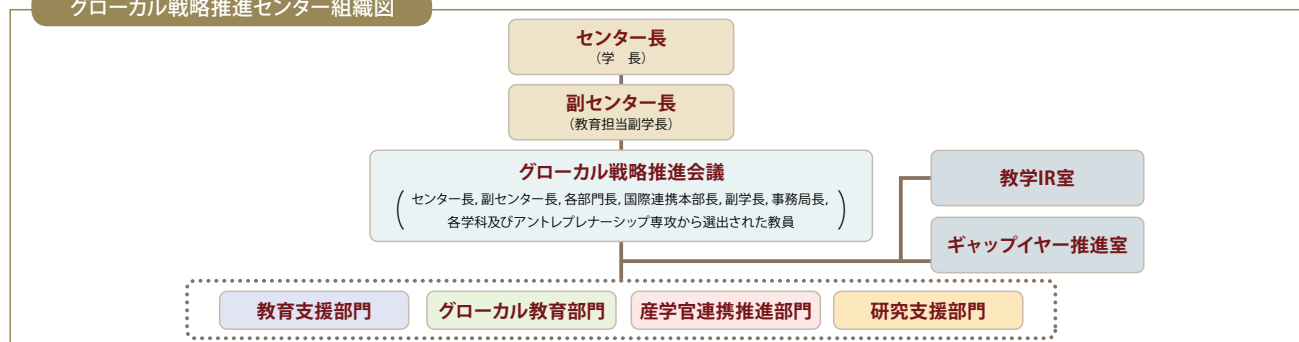 グローカル戦略推進センター組織図
センター長
（学　長）
副センター長
（教育担当副学長）
グローカル戦略推進会議
センター長, 副センター長, 各部門長, 国際連携本部長, 副学長, 事務局長,
各学科及びアントレプレナーシップ専攻から選出された教員
教学IR室
ギャップイヤー推進室
教育支援部門
グローカル教育部門
産学官連携推進部門
研究支援部門